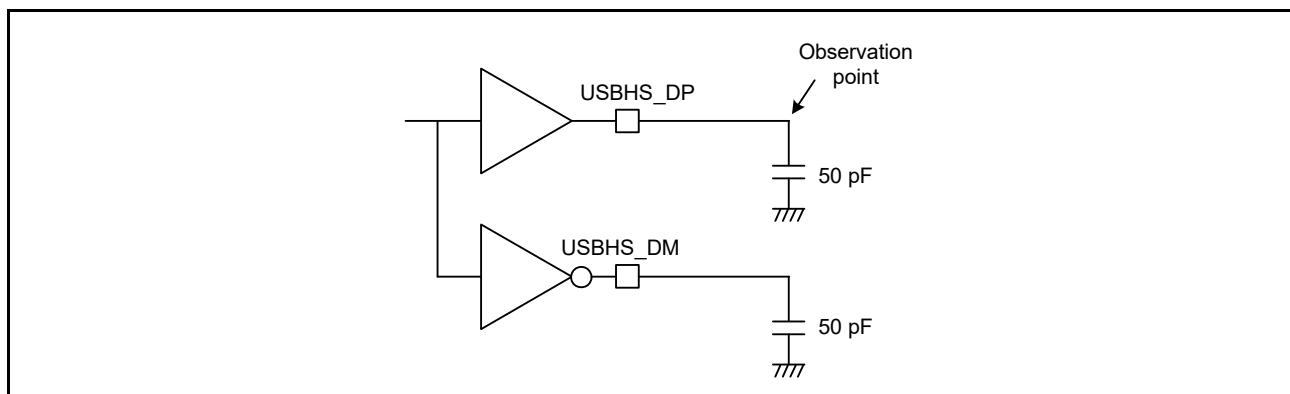 Observation
point
USBHS_DP
50 pF
USBHS_DM
50 pF